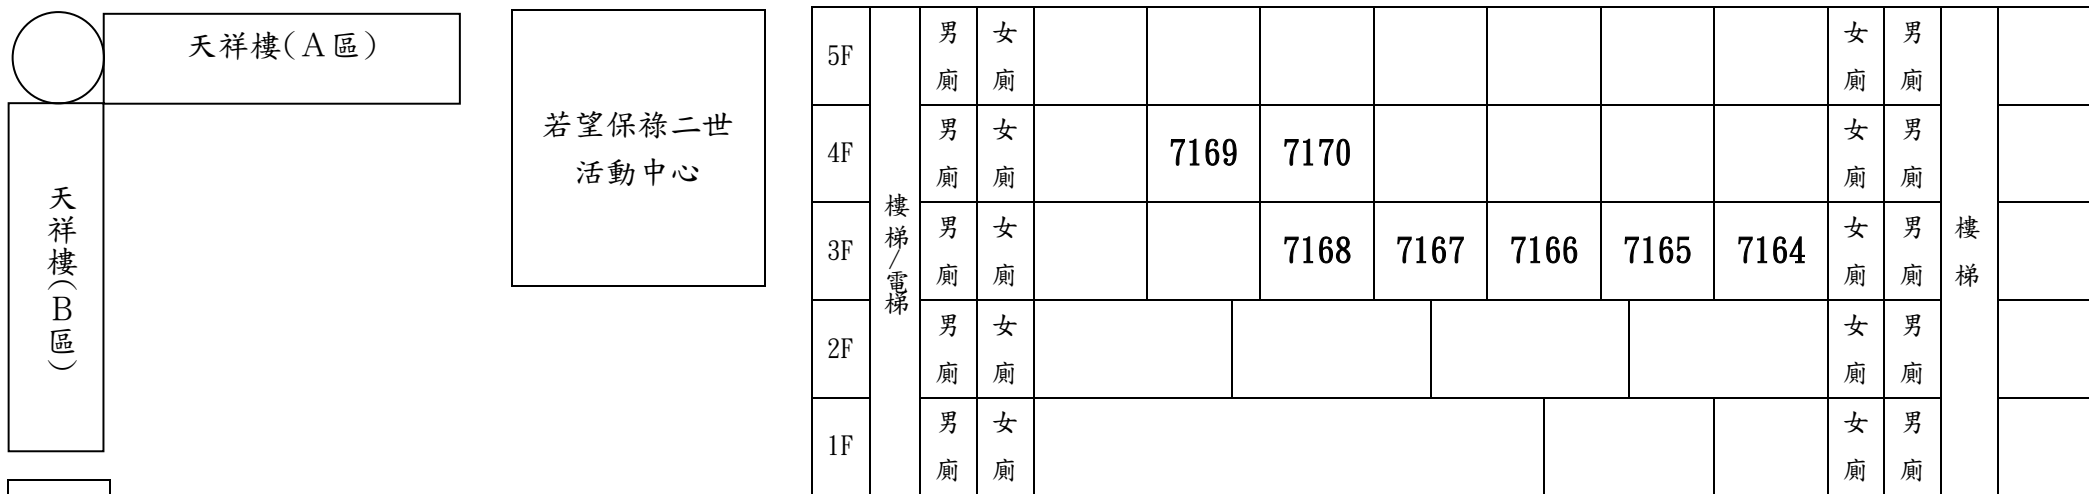 天祥樓(A區)
天祥樓(B區)
若望保祿二世
活動中心
5F 男廁 女廁 女廁 男廁
4F 男廁 女廁 7169 7170 女廁 男廁
樓梯/電梯
3F 男廁 女廁 7168 7167 7166 7165 7164 女廁 男廁
樓梯
2F 男廁 女廁 女廁 男廁
1F 男廁 女廁 女廁 男廁